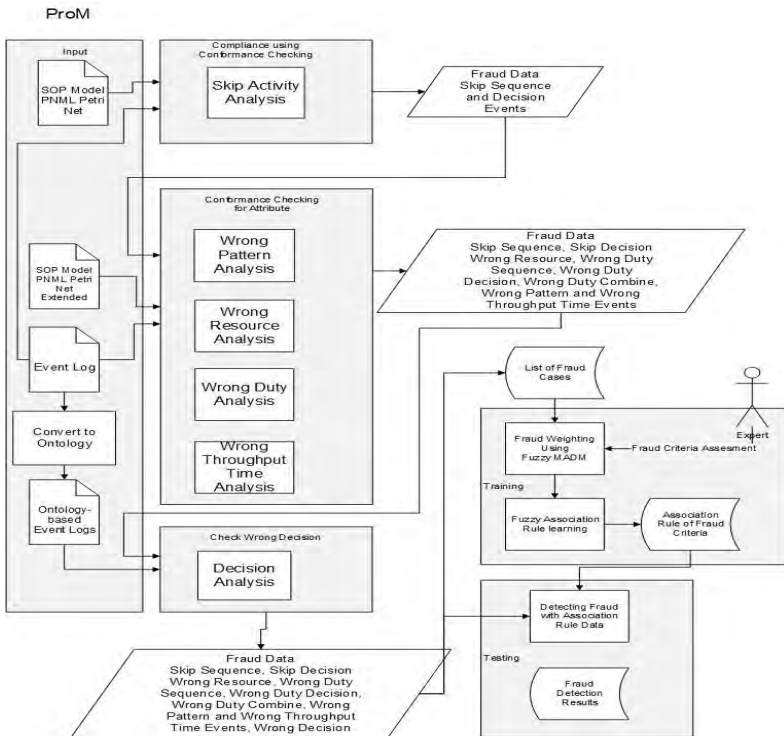 ProM
Input
SOP Model
PNML Petri
Net
Compliance using
Conformance Checking
Skip Activity
Analysis
Fraud Data
Skip Sequence
and Decision
Events
Conformance Checking
for Attribute
Wrong
Pattern
Analysis
Wrong
Resource
Analysis
Wrong Duty
Analysis
Wrong
Throughput
Time
Analysis
SOP Model
PNML Petri
Net
Extended
Event Log
Convert to
Ontology
Ontology-
based
Event Logs
Fraud Data
Skip Sequence, Skip Decision
Wrong Resource, Wrong Duty
Sequence, Wrong Duty
Decision, Wrong Duty Combine,
Wrong Pattern and Wrong
Throughput Time Events
Check Wrong Decision
Decision
Analysis
Fraud Data
Skip Sequence, Skip Decision
Wrong Resource, Wrong Duty
Sequence, Wrong Duty Decision,
Wrong Duty Combine, Wrong
Pattern and Wrong Throughput
Time Events, Wrong Decision
List of Fraud
Cases
Expert
Fraud Weighting
Using
Fuzzy MADM
Fraud Criteria Assesment
Training
Fuzzy Association
Rule learning
Association
Rule of Fraud
Criteria
Detecting Fraud
with Association
Rule Data
Testing
Fraud
Detection
Results